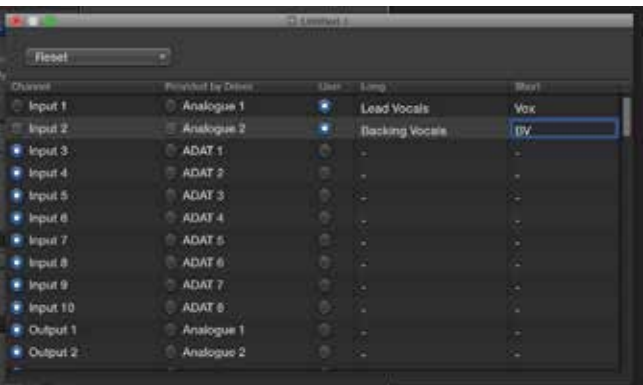 Untitled 1
Reset
Channel Provided by Driver User Long Short
Input 1 Analogue 1 Lead Vocals Vox
Input 2 Analogue 2 Backing Vocals BV
Input 3 ADAT 1 - -
Input 4 ADAT 2 - -
Input 5 ADAT 3 - -
Input 6 ADAT 4 - -
Input 7 ADAT 5 - -
Input 8 ADAT 6 - -
Input 9 ADAT 7 - -
Input 10 ADAT 8 - -
Output 1 Analogue 1 - -
Output 2 Analogue 2 - -